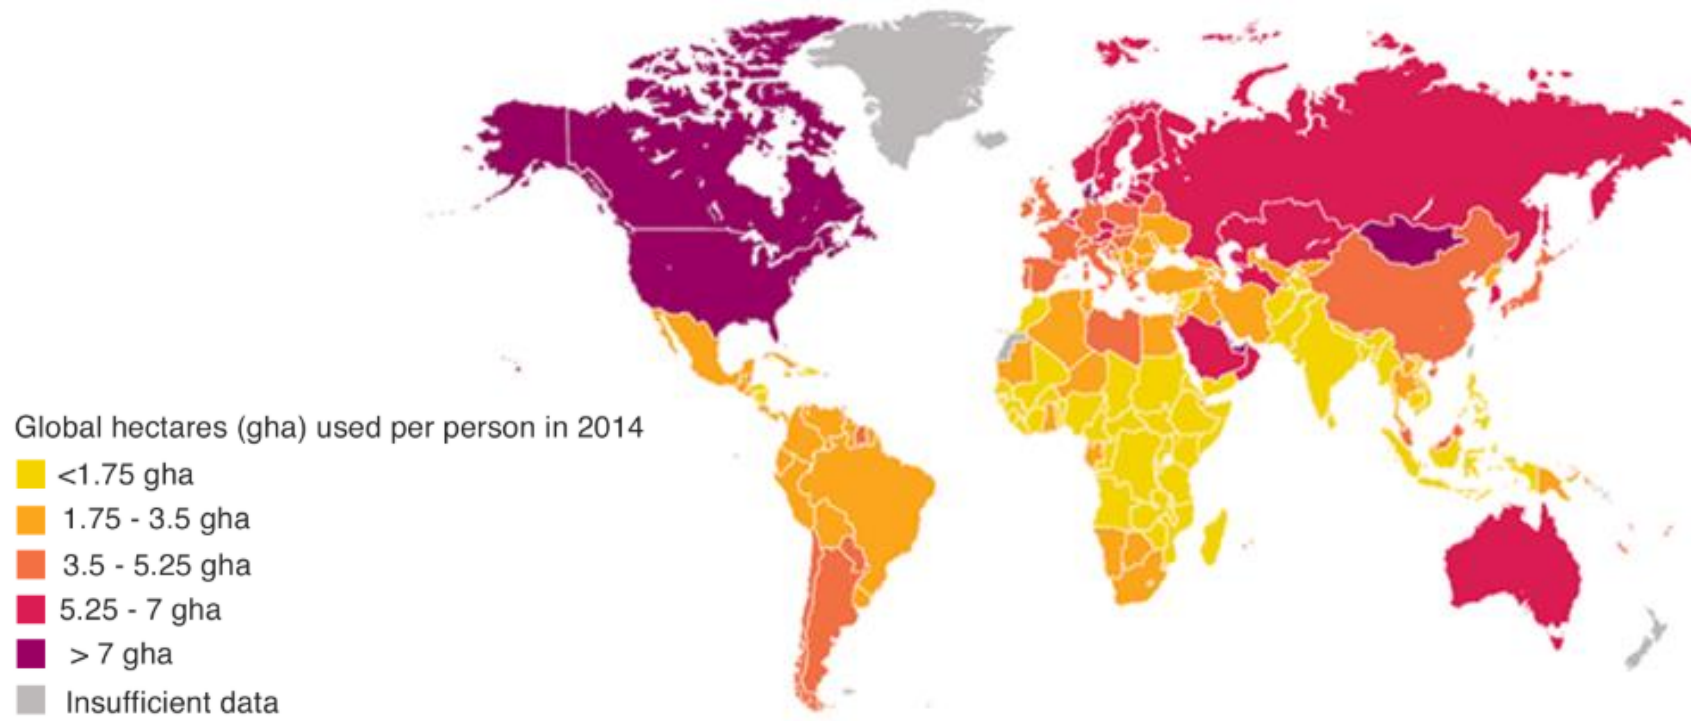 Global hectares (gha) used per person in 2014
<1.75 gha
1.75 - 3.5 gha
3.5 - 5.25 gha
5.25 - 7 gha
> 7 gha
Insufficient data